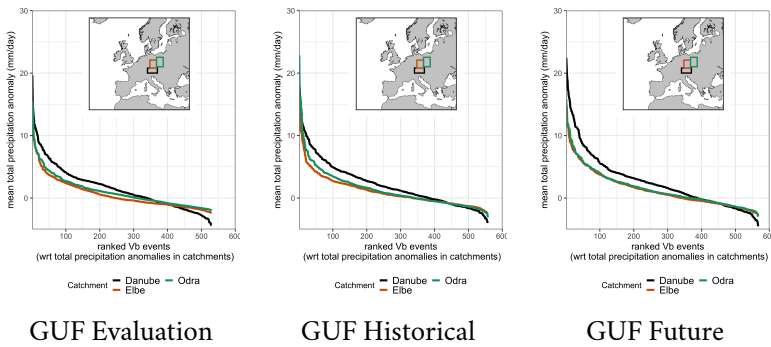 mean total precipitation anomaly (mm/day)
30
20
10
0
100 200 300 400 500 600
ranked Vb events
(wrt total precipitation anomalies in catchments)
Catchment Danube Odra
Elbe
GUF Evaluation
mean total precipitation anomaly (mm/day)
30
20
10
0
100 200 300 400 500 600
ranked Vb events
(wrt total precipitation anomalies in catchments)
Catchment Danube Odra
Elbe
GUF Historical
mean total precipitation anomaly (mm/day)
30
20
10
0
100 200 300 400 500 600
ranked Vb events
(wrt total precipitation anomalies in catchments)
Catchment Danube Odra
Elbe
GUF Future